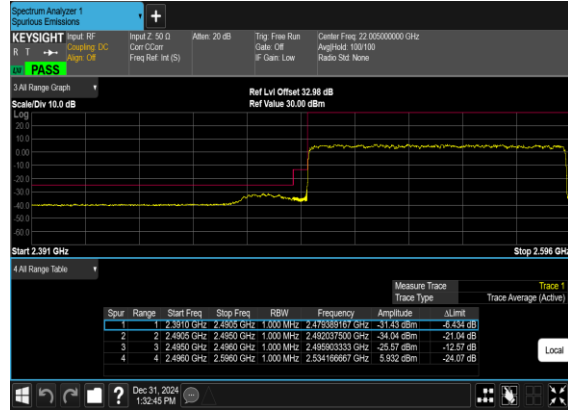 Spectrum Analyzer 1
Spurious Emissions
+
KEYSIGHT Input: RF Input Z: 50 Ω Atten: 20 dB Trig: Free Run Center Freq: 22.005000000 GHz
R T Coupling: DC Corr CCorr Gate: Off Avg|Hold: 100/100
Align: Off Freq Ref: Int (S) IF Gain: Low Radio Std: None
PASS
3 All Range Graph
Ref Lvl Offset 32.98 dB
Scale/Div 10.0 dB Ref Value 30.00 dBm
Log
20.0
10.0
0.00
-10.0
-20.0
-30.0
-40.0
-50.0
-60.0
Start 2.391 GHz Stop 2.596 GHz
4 All Range Table
Measure Trace Trace 1
Trace Type Trace Average (Active)
Spur Range Start Freq Stop Freq RBW Frequency Amplitude ΔLimit
1 1 2.3910 GHz 2.4905 GHz 1.000 MHz 2.479389167 GHz -31.43 dBm -6.434 dB
2 2 2.4905 GHz 2.4950 GHz 1.000 MHz 2.492037500 GHz -34.04 dBm -21.04 dB
3 3 2.4950 GHz 2.4960 GHz 1.000 MHz 2.495903333 GHz -25.57 dBm -12.57 dB
4 4 2.4960 GHz 2.5960 GHz 1.000 MHz 2.534166667 GHz 5.932 dBm -24.07 dB
Local
? Dec 31, 2024
1:32:45 PM